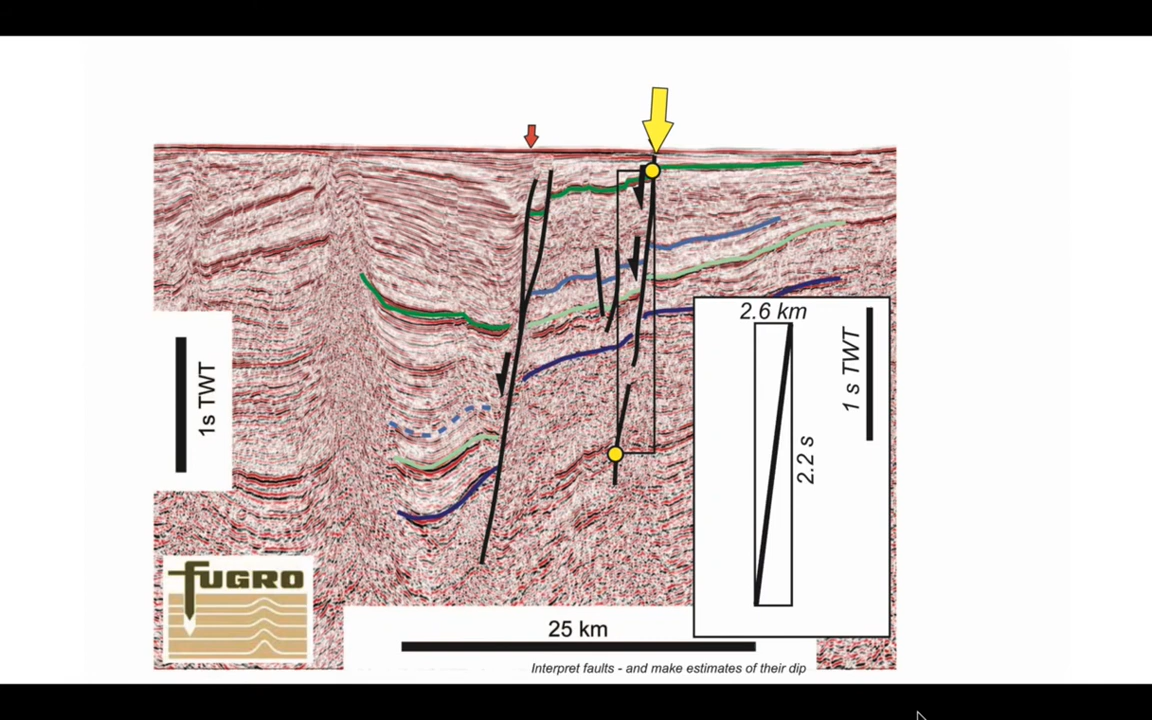 1s TWT
2.6 km
1 s TWT
2.2 s
fUGRO
25 km
Interpret faults - and make estimates of their dip